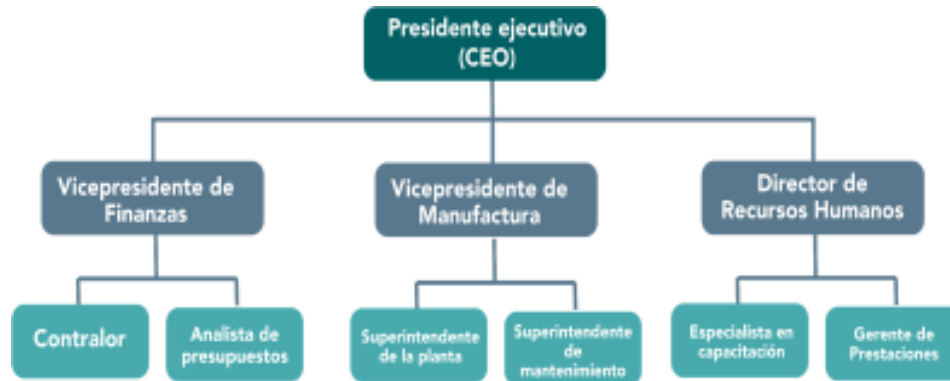 Presidente ejecutivo
(CEO)
Vicepresidente de
Finanzas
Vicepresidente de
Manufactura
Director de
Recursos Humanos
Contralor
Analista de
presupuestos
Superintendente
de la planta
Superintendente
de
mantenimiento
Especialista en
capacitación
Gerente de
Prestaciones